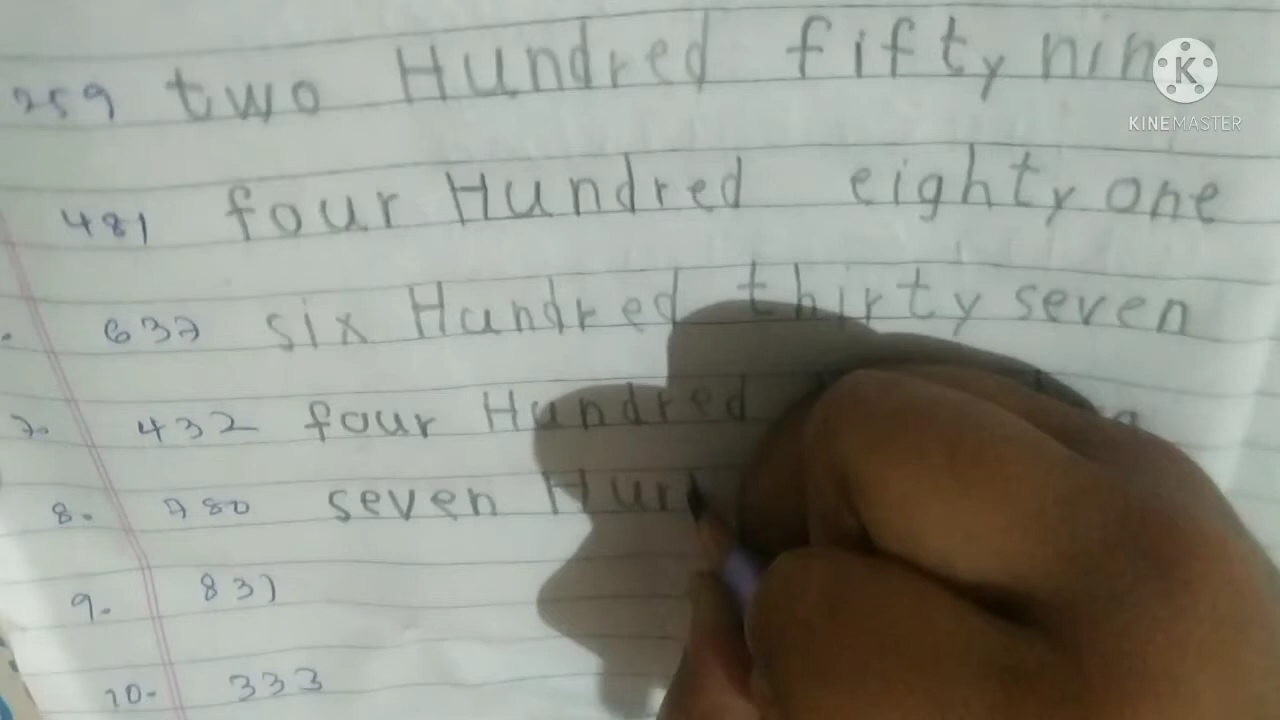 259 two Hundred fifty nine
481 four Hundred eighty one
637 six Hundred thirty seven
7. 432 four Hundred
8. 780 seven Hun
9. 831
10. 333
K
KINEMASTER